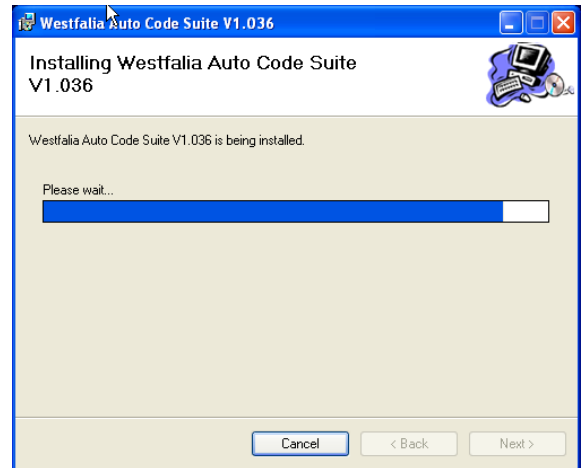 Westfalia Auto Code Suite V1.036
Installing Westfalia Auto Code Suite
V1.036
Westfalia Auto Code Suite V1.036 is being installed.
Please wait...
Cancel
< Back
Next >